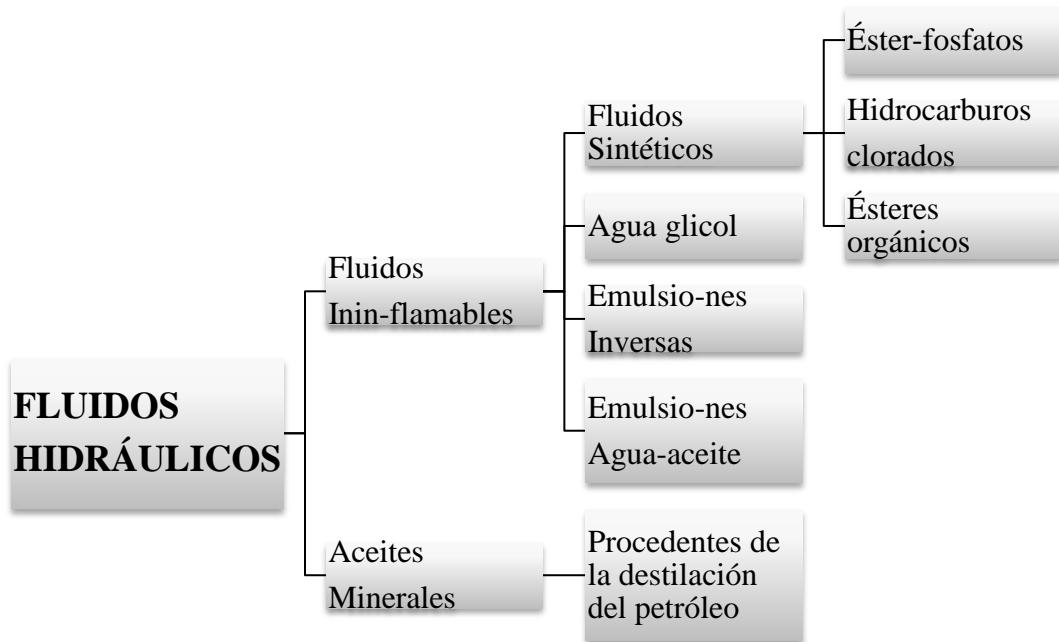 FLUIDOS
HIDRÁULICOS
Fluidos
Inin-flamables
Fluidos
Sintéticos
Éster-fosfatos
Hidrocarburos
clorados
Ésteres
orgánicos
Agua glicol
Emulsio-nes
Inversas
Emulsio-nes
Agua-aceite
Aceites
Minerales
Procedentes de
la destilación
del petróleo